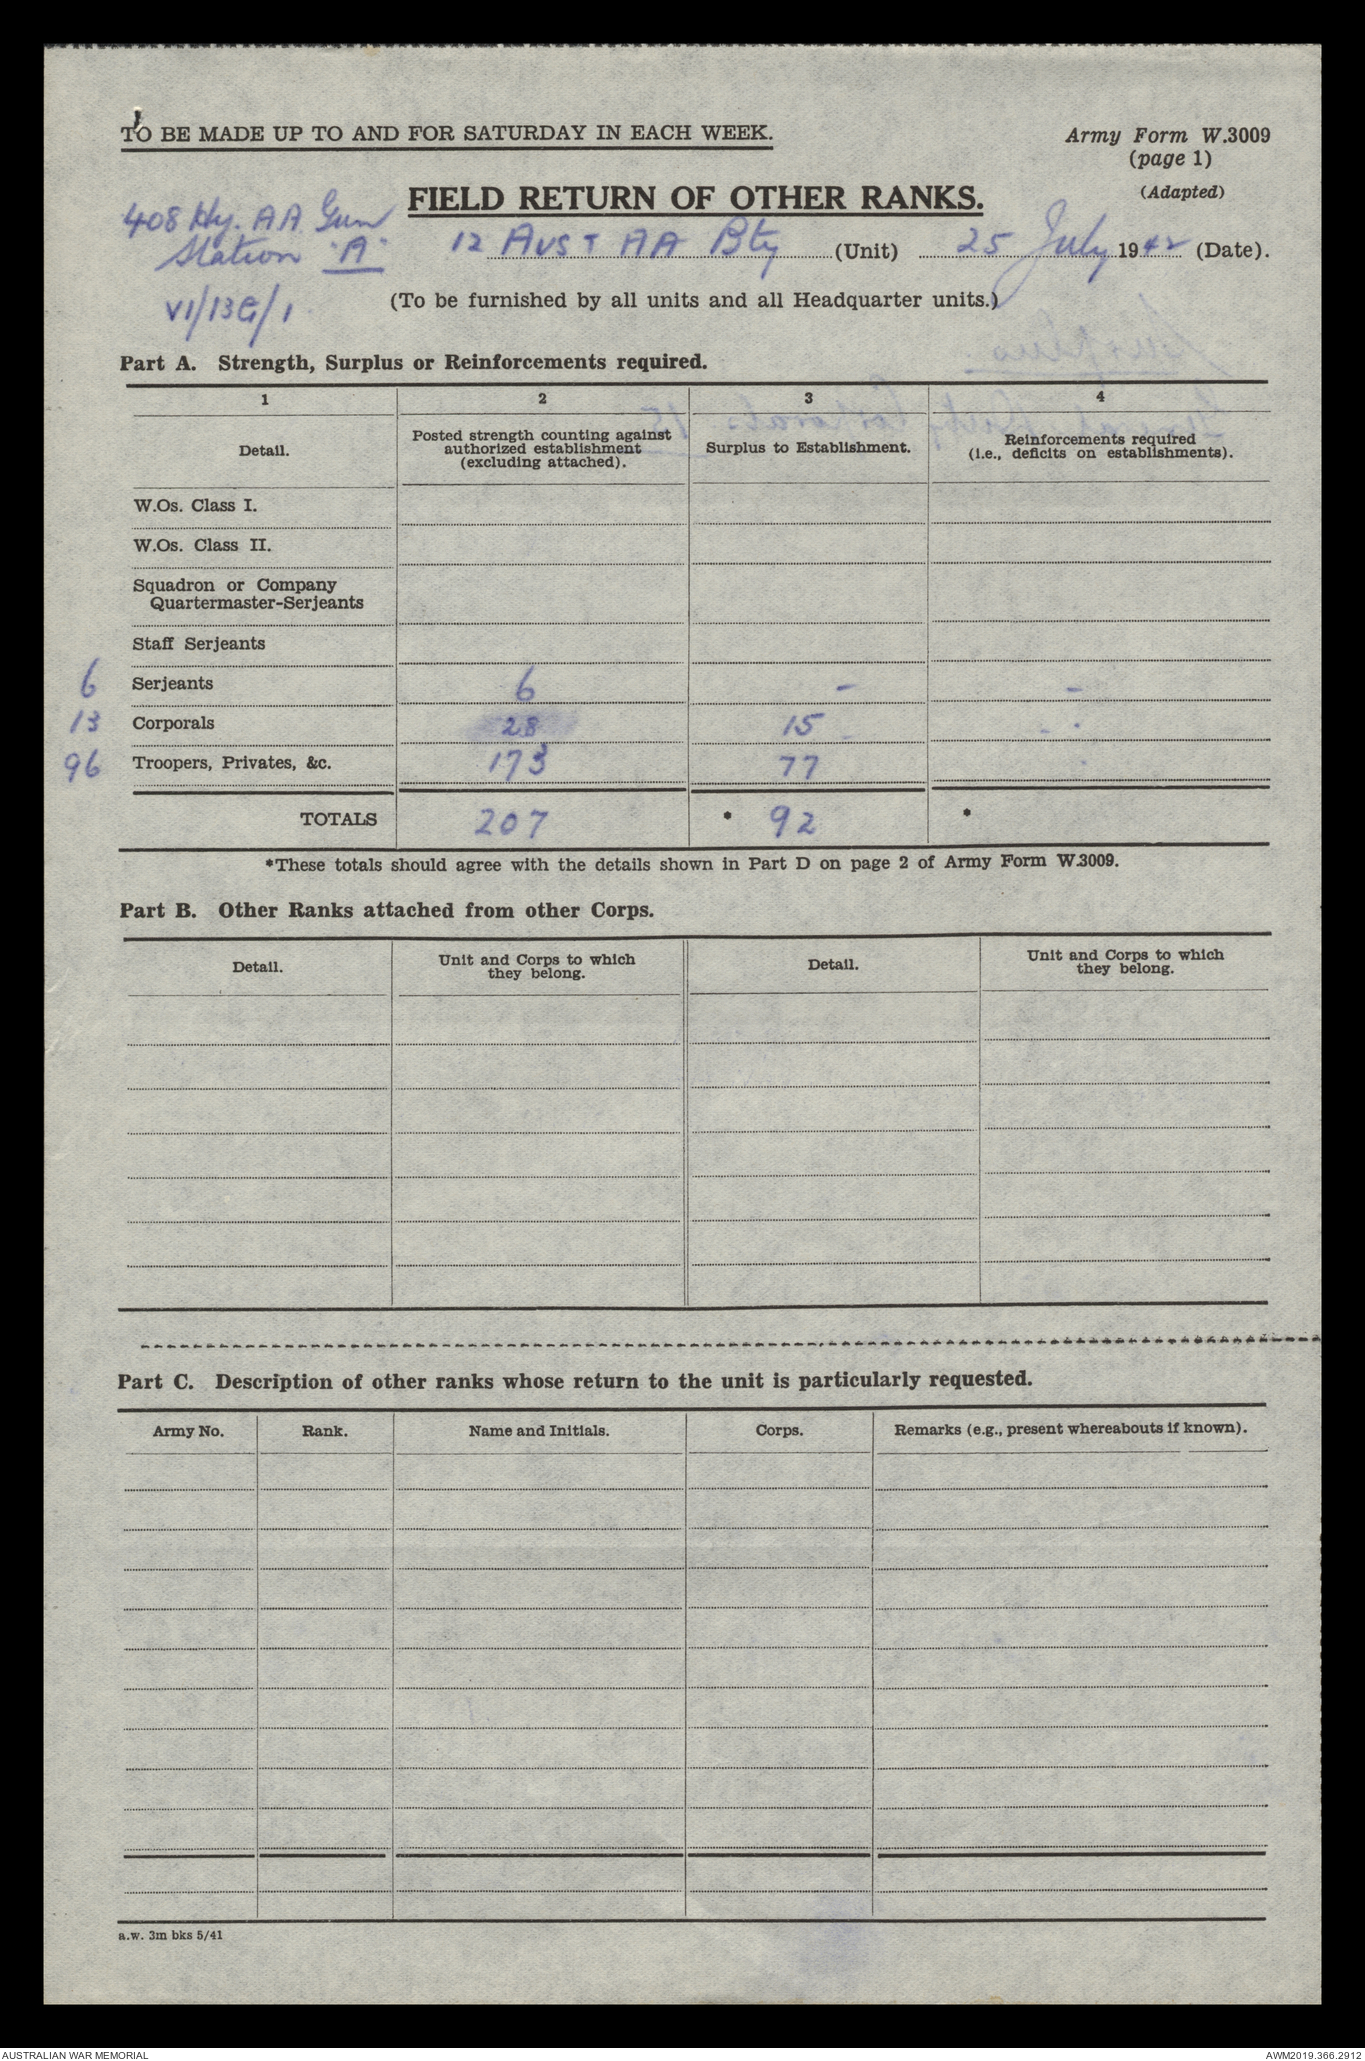 TO BE MADE UP TO AND FOR SATURDAY IN EACH WEEK.
Army Form W.3009
(page 1)
(Adapted)
FIELD RETURN OF OTHER RANKS.
408 Hy. AA Gun
Station "A"
VI/13G/1
12 AUST AA Bty (Unit) 25 July 1942 (Date).
(To be furnished by all units and all Headquarter units.)
Part A. Strength, Surplus or Reinforcements required.
1 2 3 4
Detail. Posted strength counting against authorized establishment (excluding attached). Surplus to Establishment. Reinforcements required (i.e., deficits on establishments).
W.Os. Class I.
W.Os. Class II.
Squadron or Company
Quartermaster-Serjeants
Staff Serjeants
6 Serjeants 6 - -
13 Corporals 28 15 -
96 Troopers, Privates, &c. 173 77
TOTALS 207 * 92 *
*These totals should agree with the details shown in Part D on page 2 of Army Form W.3009.
Part B. Other Ranks attached from other Corps.
Detail. Unit and Corps to which they belong. Detail. Unit and Corps to which they belong.
Part C. Description of other ranks whose return to the unit is particularly requested.
Army No. Rank. Name and Initials. Corps. Remarks (e.g., present whereabouts if known).
a.w. 3m bks 5/41
AUSTRALIAN WAR MEMORIAL
AWM2019.366.2912